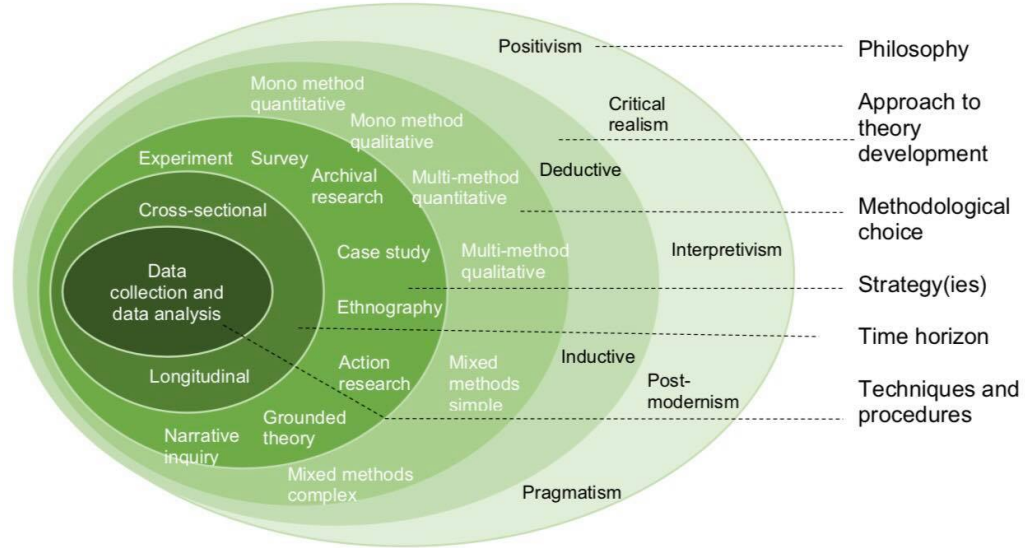 Positivism
Philosophy
Mono method
quantitative
Critical
realism
Approach to
theory
development
Mono method
qualitative
Experiment
Survey
Archival
research
Deductive
Multi-method
quantitative
Cross-sectional
Methodological
choice
Case study
Multi-method
qualitative
Interpretivism
Data
collection and
data analysis
Strategy(ies)
Ethnography
Time horizon
Longitudinal
Action
research
Mixed
methods
simple
Inductive
Post-
modernism
Techniques and
procedures
Grounded
theory
Narrative
inquiry
Mixed methods
complex
Pragmatism